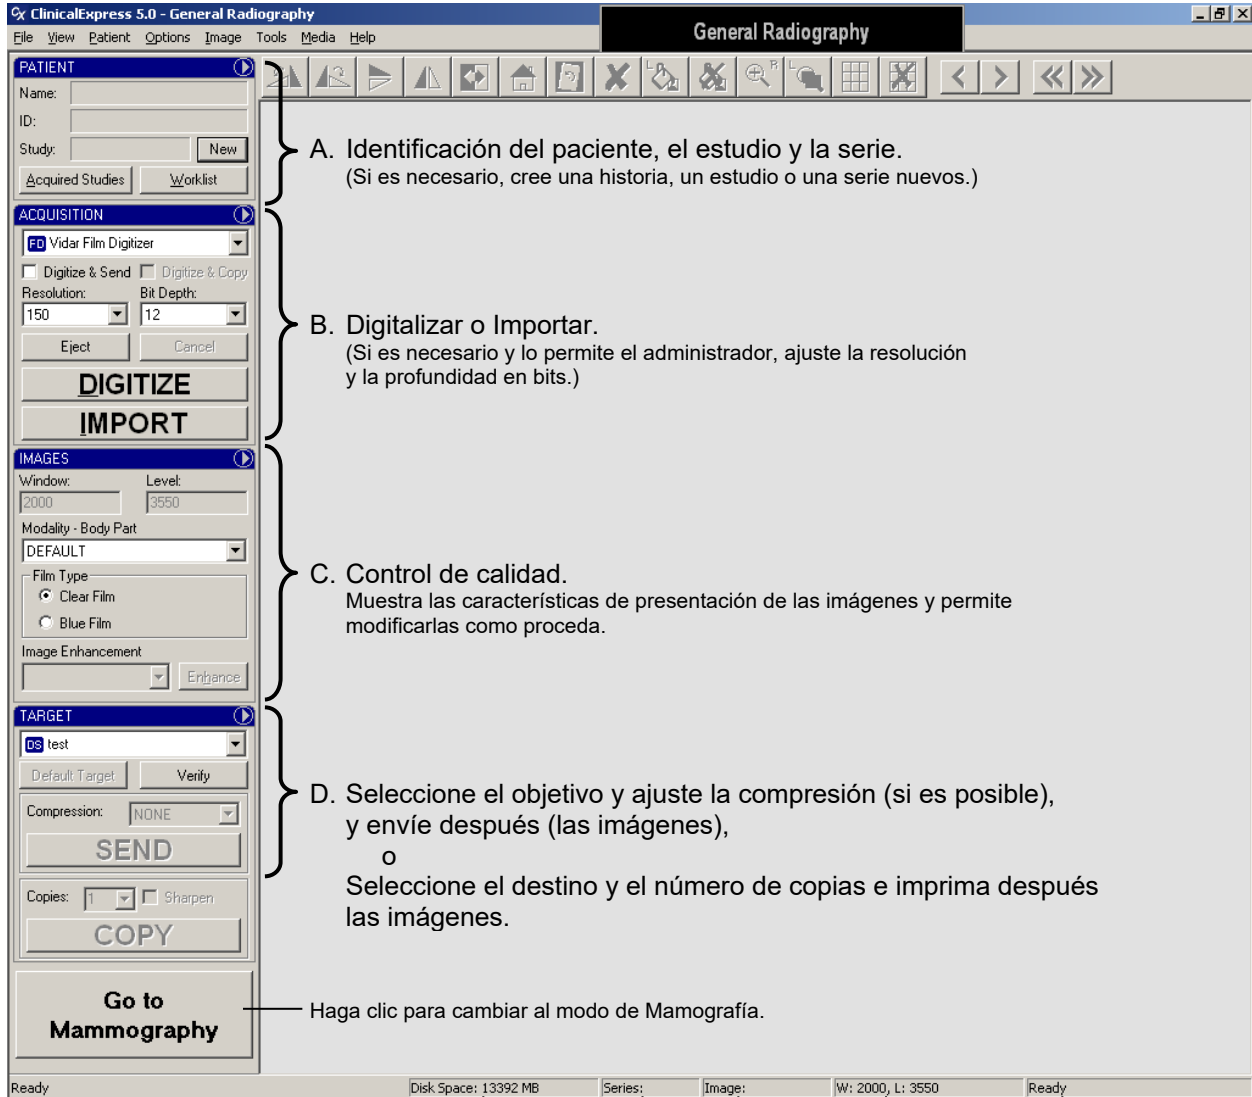 Cx ClinicalExpress 5.0 - General Radiography
General Radiography
File View Patient Options Image Tools Media Help
PATIENT
Name:
ID:
Study: New
Acquired Studies Worklist
A. Identificación del paciente, el estudio y la serie.
(Si es necesario, cree una historia, un estudio o una serie nuevos.)
ACQUISITION
FD Vidar Film Digitizer
Digitize & Send Digitize & Copy
Resolution: Bit Depth:
150 12
Eject Cancel
DIGITIZE
IMPORT
B. Digitalizar o Importar.
(Si es necesario y lo permite el administrador, ajuste la resolución
y la profundidad en bits.)
IMAGES
Window: Level:
2000 3550
Modality - Body Part
DEFAULT
Film Type
Clear Film
Blue Film
Image Enhancement
Enhance
C. Control de calidad.
Muestra las características de presentación de las imágenes y permite
modificarlas como proceda.
TARGET
DS test
Default Target Verify
Compression: NONE
SEND
Copies: 1 Sharpen
COPY
D. Seleccione el objetivo y ajuste la compresión (si es posible),
y envíe después (las imágenes),
o
Seleccione el destino y el número de copias e imprima después
las imágenes.
Go to
Mammography
Haga clic para cambiar al modo de Mamografía.
Ready Disk Space: 13392 MB Series: Image: W: 2000, L: 3550 Ready